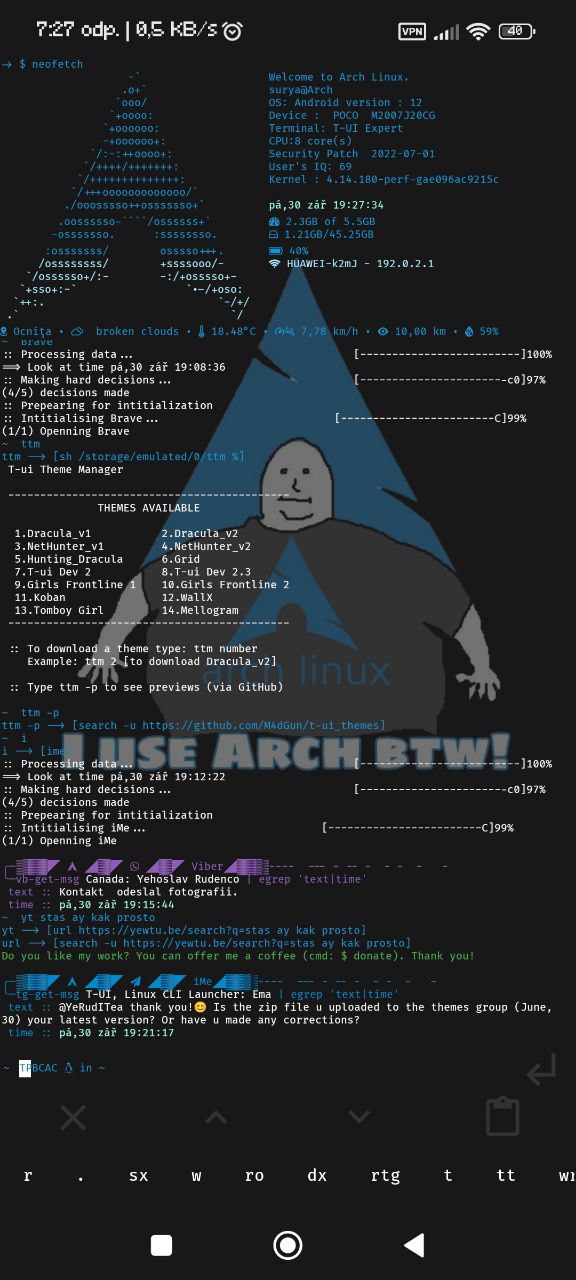 7:27 odp. | 0,5 KB/s
VPN
40
~> $ neofetch
Welcome to Arch Linux.
surya@Arch
OS: Android version : 12
Device :  POCO  M2007J20CG
Terminal: T-UI Expert
CPU:8 core(s)
Security Patch  2022-07-01
User's IQ: 69
Kernel : 4.14.180-perf-gae096ac9215c
pá,30 zář 19:27:34
2.3GB of 5.5GB
1.21GB/45.25GB
40%
HUAWEI-k2mJ - 192.0.2.1
Ocnița • broken clouds • 18.48°C • 7,78 km/h • 10,00 km • 59%
~  Brave
:: Processing data... [--------------------------]100%
==> Look at time pá,30 zář 19:08:36
:: Making hard decisions... [-----------------------c0]97%
(4/5) decisions made
:: Prepearing for intitialization
:: Intitialising Brave... [------------------------C]99%
(1/1) Openning Brave
~  ttm
ttm --> [sh /storage/emulated/0/ttm %]
T-ui Theme Manager
THEMES AVAILABLE
1.Dracula_v1 2.Dracula_v2
3.NetHunter_v1 4.NetHunter_v2
5.Hunting_Dracula 6.Grid
7.T-ui Dev 2 8.T-ui Dev 2.3
9.Girls Frontline 1 10.Girls Frontline 2
11.Koban 12.WallX
13.Tomboy Girl 14.Mellogram
:: To download a theme type: ttm number
Example: ttm 2 [to download Dracula_v2]
arch linux
:: Type ttm -p to see previews (via GitHub)
~  ttm -p
ttm -p --> [search -u https://github.com/M4dGun/t-ui_themes]
~  i
i --> [ime]
I USE ARCH BTW!
:: Processing data... [--------------------------]100%
==> Look at time pá,30 zář 19:12:22
:: Making hard decisions... [-----------------------c0]97%
(4/5) decisions made
:: Prepearing for intitialization
:: Intitialising iMe... [------------------------C]99%
(1/1) Openning iMe
Viber
vb-get-msg Canada: Yehoslav Rudenco | egrep 'text|time'
text :: Kontakt  odeslal fotografii.
time :: pá,30 zář 19:15:44
~  yt stas ay kak prosto
yt --> [url https://yewtu.be/search?q=stas ay kak prosto]
url --> [search -u https://yewtu.be/search?q=stas ay kak prosto]
Do you like my work? You can offer me a coffee (cmd: $ donate). Thank you!
iMe
tg-get-msg T-UI, Linux CLI Launcher: Ema | egrep 'text|time'
text :: @YeRudITea thank you!😊 Is the zip file u uploaded to the themes group (June,
30) your latest version? Or have u made any corrections?
time :: pá,30 zář 19:21:17
~  TPBCAC in ~
r . sx w ro dx rtg t tt